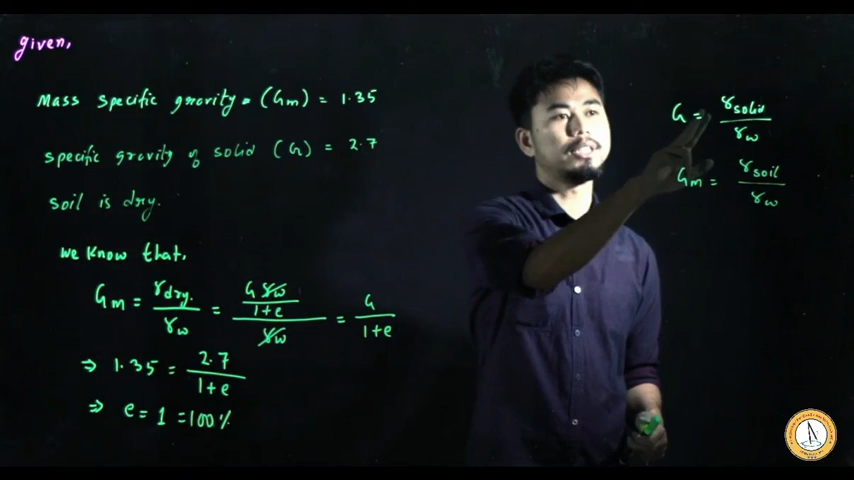 given,
Mass specific gravity = (Gm) = 1.35
specific gravity of solid (G) = 2.7
soil is dry.
we know that,
Gm = γdry. / γw = (G γw / 1+e) / γw = G / 1+e
⇒ 1.35 = 2.7 / 1+e
⇒ e = 1 = 100%
G = γsolid / γw
Gm = γsoil / γw